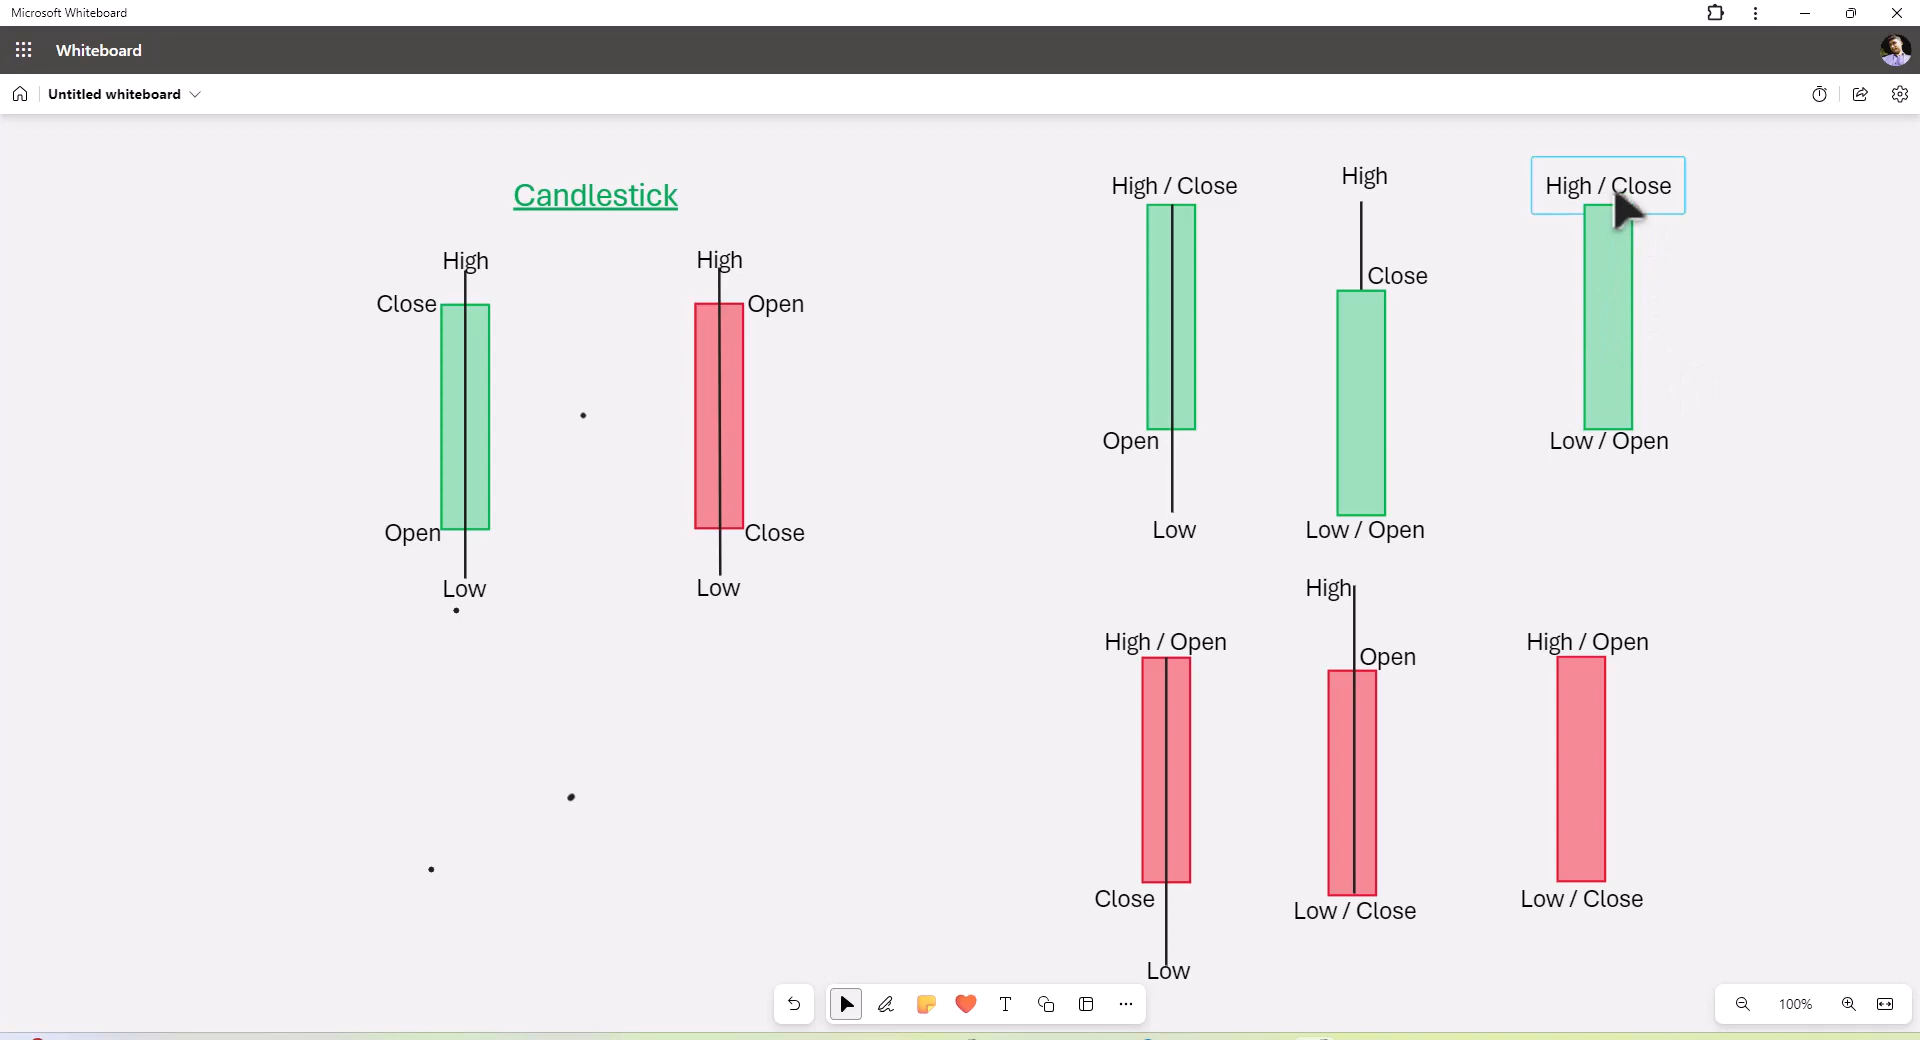 Microsoft Whiteboard
Whiteboard
Untitled whiteboard
Candlestick
High
Close
Open
Low
High
Open
Close
Low
High / Close
Open
Low
High
Close
Low / Open
High / Close
Low / Open
High / Open
Close
Low
High
Open
Low / Close
High / Open
Low / Close
100%